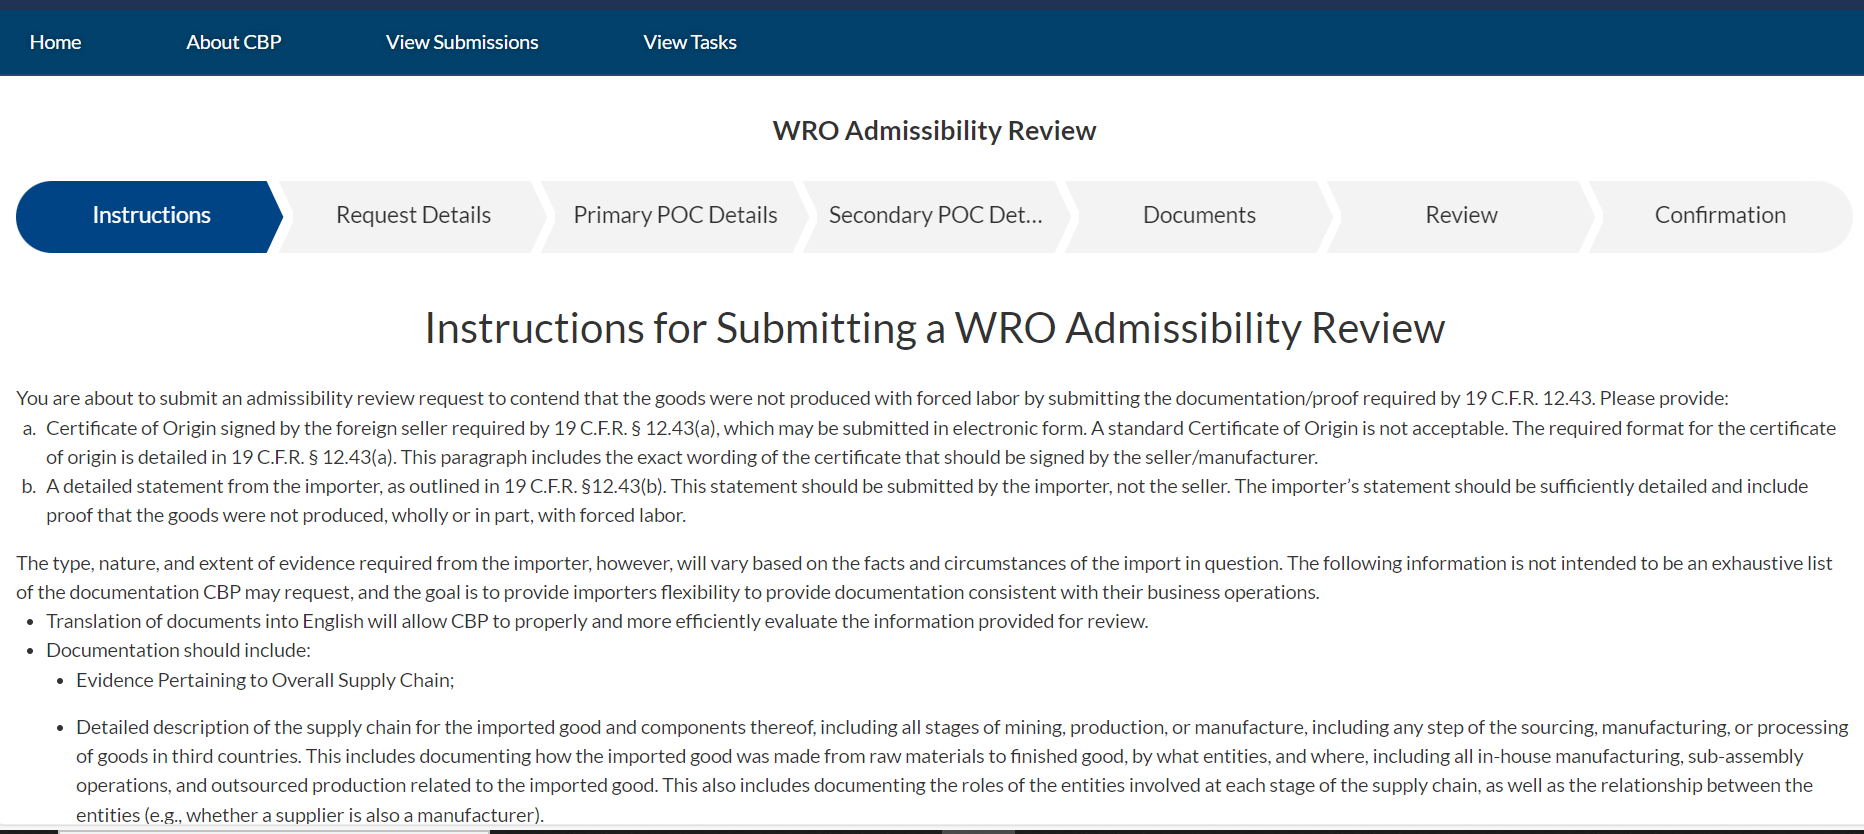 Home About CBP View Submissions View Tasks
WRO Admissibility Review
Instructions Request Details Primary POC Details Secondary POC Det... Documents Review Confirmation
Instructions for Submitting a WRO Admissibility Review
You are about to submit an admissibility review request to contend that the goods were not produced with forced labor by submitting the documentation/proof required by 19 C.F.R. 12.43. Please provide:
a. Certificate of Origin signed by the foreign seller required by 19 C.F.R. § 12.43(a), which may be submitted in electronic form. A standard Certificate of Origin is not acceptable. The required format for the certificate
of origin is detailed in 19 C.F.R. § 12.43(a). This paragraph includes the exact wording of the certificate that should be signed by the seller/manufacturer.
b. A detailed statement from the importer, as outlined in 19 C.F.R. §12.43(b). This statement should be submitted by the importer, not the seller. The importer’s statement should be sufficiently detailed and include
proof that the goods were not produced, wholly or in part, with forced labor.
The type, nature, and extent of evidence required from the importer, however, will vary based on the facts and circumstances of the import in question. The following information is not intended to be an exhaustive list
of the documentation CBP may request, and the goal is to provide importers flexibility to provide documentation consistent with their business operations.
• Translation of documents into English will allow CBP to properly and more efficiently evaluate the information provided for review.
• Documentation should include:
• Evidence Pertaining to Overall Supply Chain;
• Detailed description of the supply chain for the imported good and components thereof, including all stages of mining, production, or manufacture, including any step of the sourcing, manufacturing, or processing
of goods in third countries. This includes documenting how the imported good was made from raw materials to finished good, by what entities, and where, including all in-house manufacturing, sub-assembly
operations, and outsourced production related to the imported good. This also includes documenting the roles of the entities involved at each stage of the supply chain, as well as the relationship between the
entities (e.g., whether a supplier is also a manufacturer).